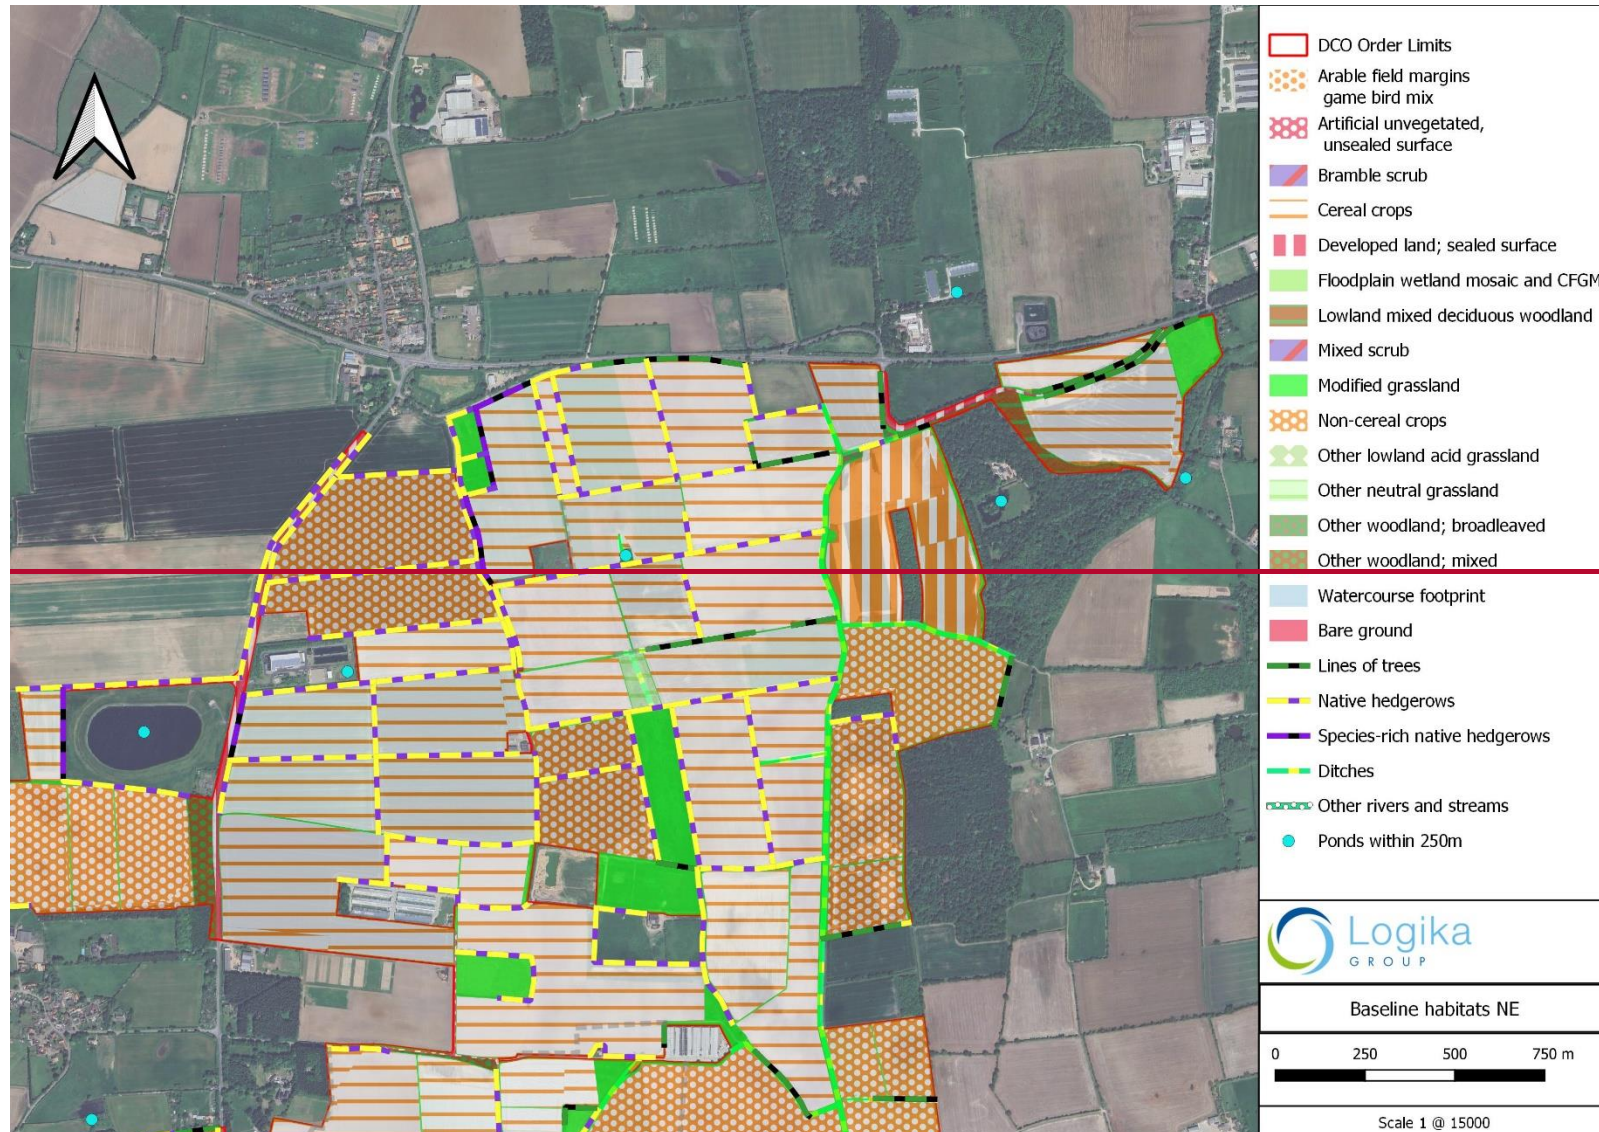 DCO Order Limits
Arable field margins
game bird mix
Artificial unvegetated,
unsealed surface
Bramble scrub
Cereal crops
Developed land; sealed surface
Floodplain wetland mosaic and CFGM
Lowland mixed deciduous woodland
Mixed scrub
Modified grassland
Non-cereal crops
Other lowland acid grassland
Other neutral grassland
Other woodland; broadleaved
Other woodland; mixed
Watercourse footprint
Bare ground
Lines of trees
Native hedgerows
Species-rich native hedgerows
Ditches
Other rivers and streams
Ponds within 250m
Logika
GROUP
Baseline habitats NE
0 250 500 750 m
Scale 1 @ 15000